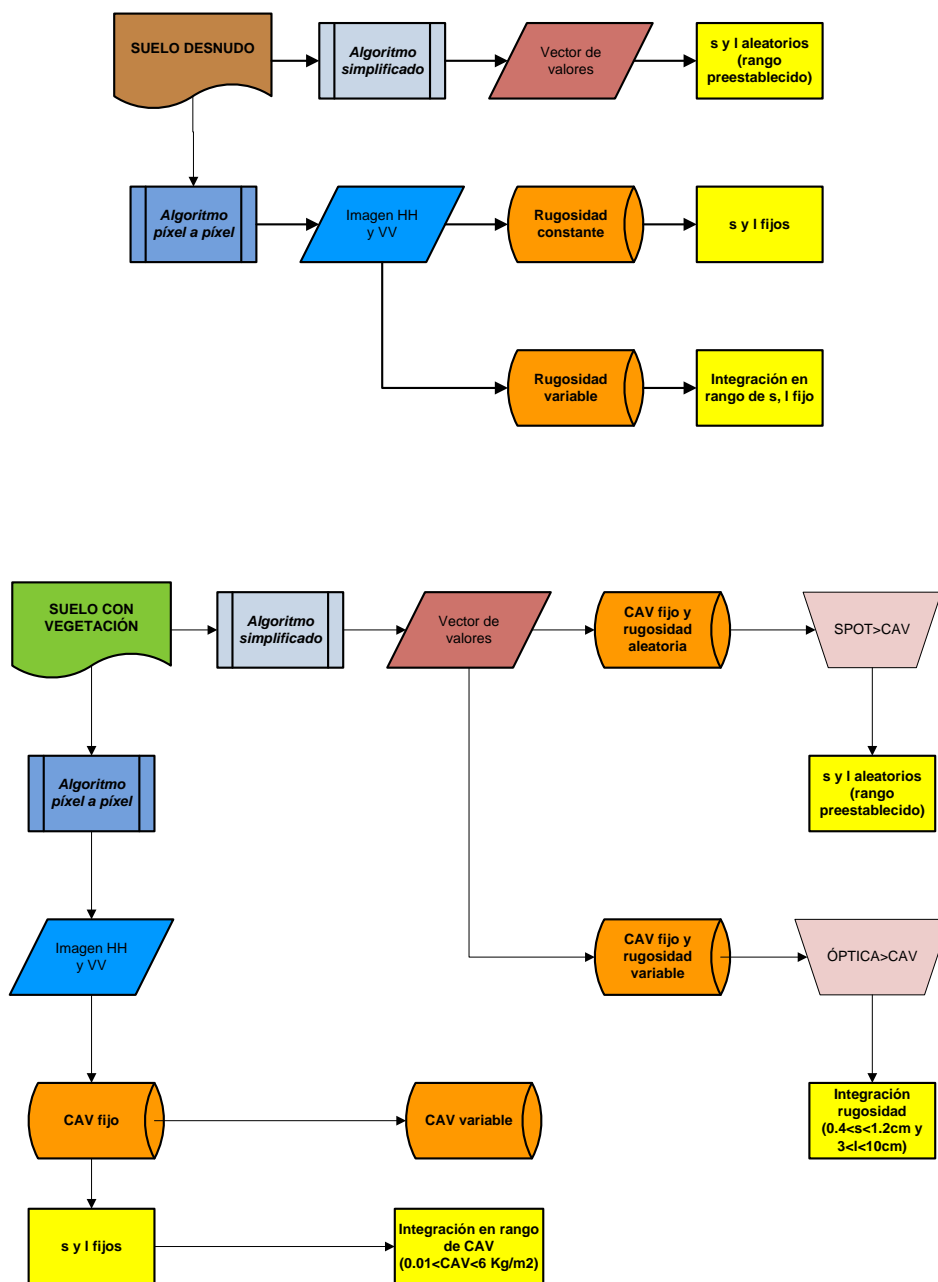 SUELO DESNUDO
Algoritmo
simplificado
Vector de
valores
s y l aleatorios
(rango
preestablecido)
Algoritmo
píxel a píxel
Imagen HH
y VV
Rugosidad
constante
s y l fijos
Rugosidad
variable
Integración en
rango de s, l fijo
SUELO CON
VEGETACIÓN
Algoritmo
simplificado
Vector de
valores
CAV fijo y
rugosidad
aleatoria
SPOT>CAV
Algoritmo
píxel a píxel
s y l aleatorios
(rango
preestablecido)
Imagen HH
y VV
CAV fijo y
rugosidad
variable
ÓPTICA>CAV
CAV fijo
CAV variable
Integración
rugosidad
(0.4<s<1.2cm y
3<l<10cm)
s y l fijos
Integración en rango
de CAV
(0.01<CAV<6 Kg/m2)